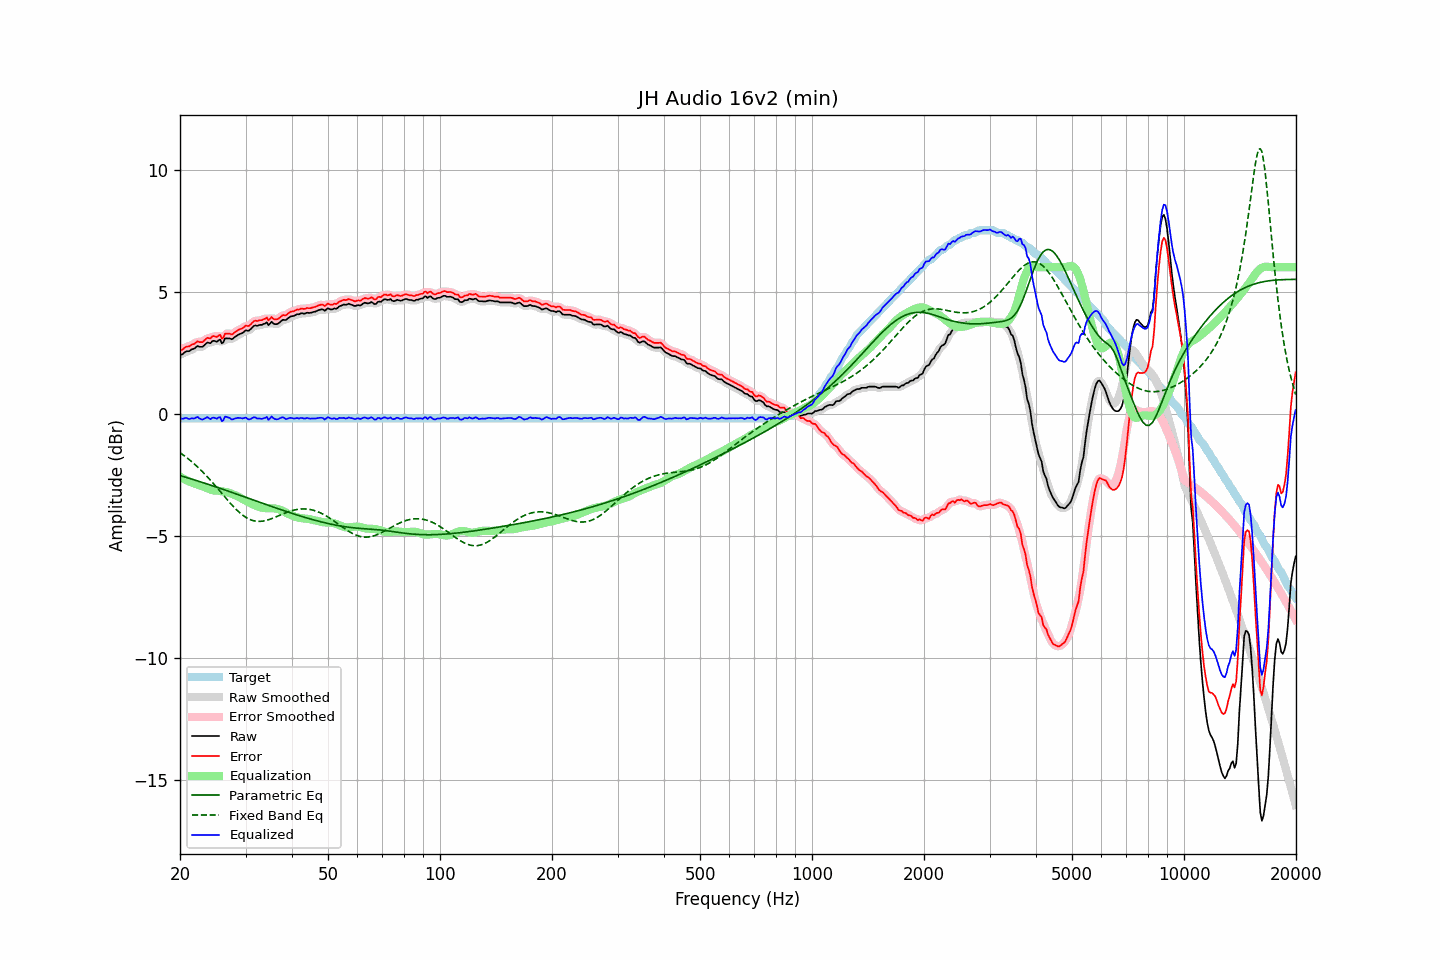 JH Audio 16v2 (min)
10
5
0
−5
−10
−15
Amplitude (dBr)
Target
Raw Smoothed
Error Smoothed
Raw
Error
Equalization
Parametric Eq
Fixed Band Eq
Equalized
20 50 100 200 500 1000 2000 5000 10000 20000
Frequency (Hz)